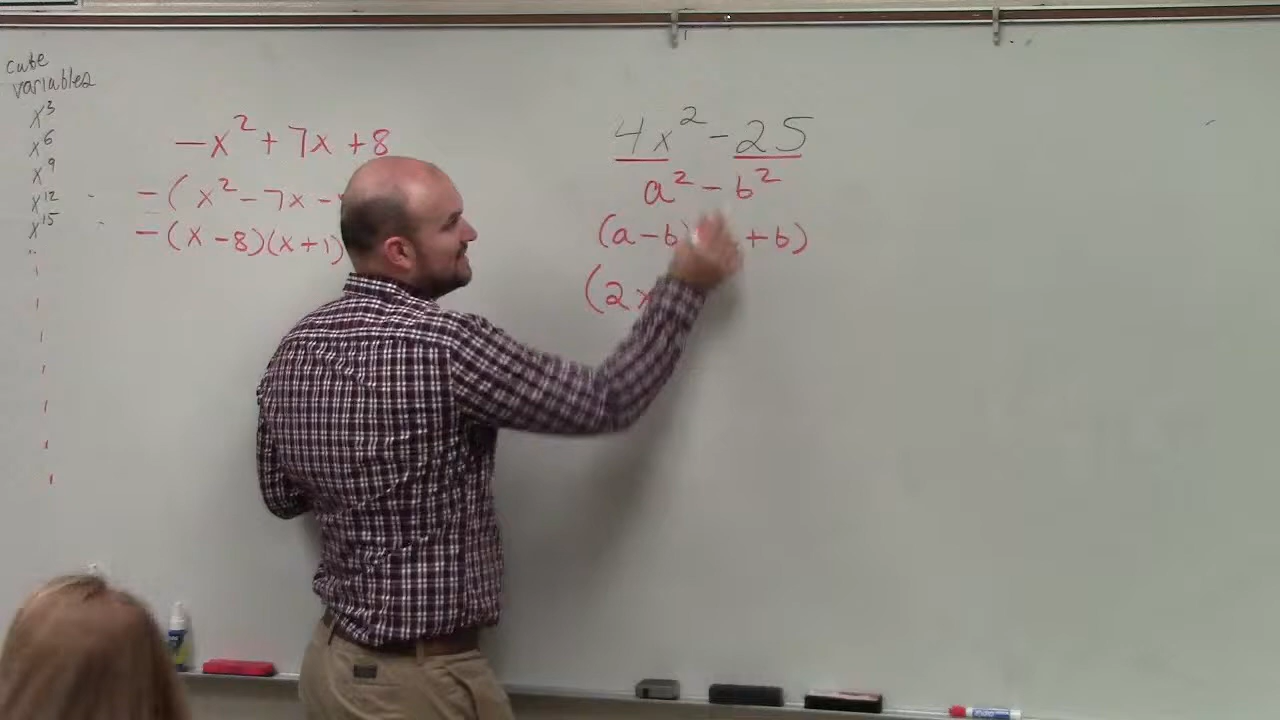 cube
variables
x³
x⁶
x⁹
x¹²
x¹⁵
-x² + 7x + 8
-(x² - 7x -
-(x - 8)(x + 1)
4x² - 25
a² - b²
(a - b) + b)
(2x